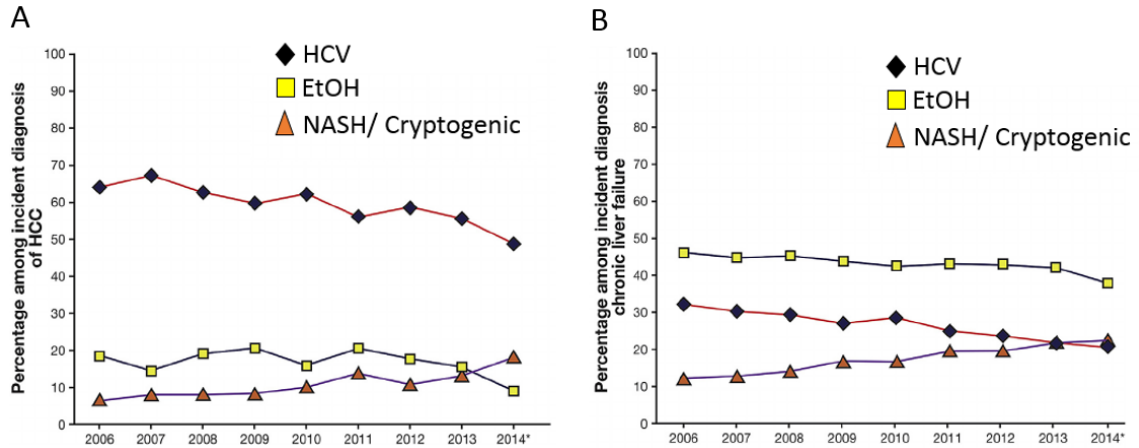 A
Percentage among incident diagnosis
of HCC
100
90
80
70
60
50
40
30
20
10
0
HCV
EtOH
NASH/ Cryptogenic
2006 2007 2008 2009 2010 2011 2012 2013 2014*
B
Percentage among incident diagnosis
chronic liver failure
100
90
80
70
60
50
40
30
20
10
0
HCV
EtOH
NASH/ Cryptogenic
2006 2007 2008 2009 2010 2011 2012 2013 2014*